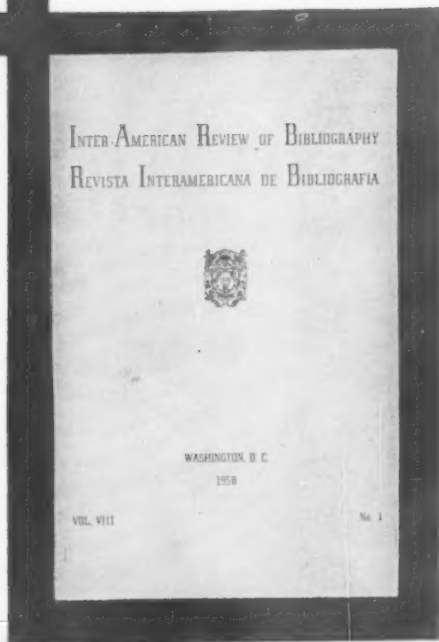 INTER-AMERICAN REVIEW OF BIBLIOGRAPHY
REVISTA INTERAMERICANA DE BIBLIOGRAFIA
WASHINGTON, D. C.
1958
VOL. VIII
No. 1